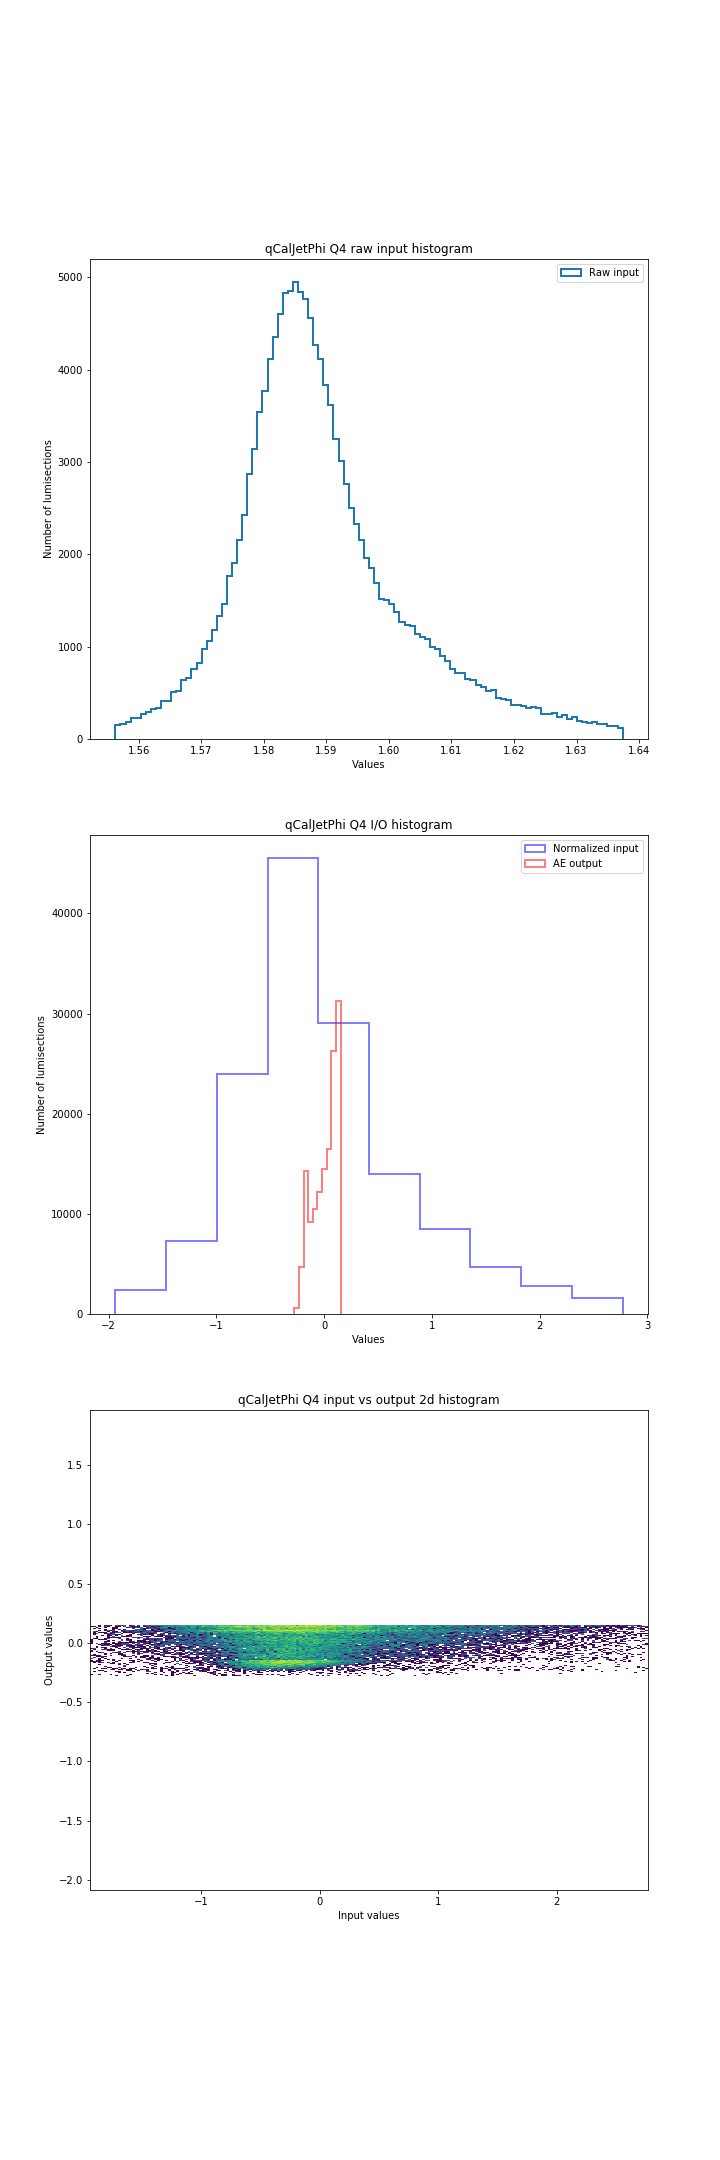 qCalJetPhi Q4 raw input histogram
Raw input
5000
4000
3000
2000
1000
0
Number of lumisections
1.56 1.57 1.58 1.59 1.60 1.61 1.62 1.63 1.64
Values
qCalJetPhi Q4 I/O histogram
Normalized input
AE output
40000
30000
20000
10000
0
Number of lumisections
−2 −1 0 1 2 3
Values
qCalJetPhi Q4 input vs output 2d histogram
1.5
1.0
0.5
0.0
−0.5
−1.0
−1.5
−2.0
Output values
−1 0 1 2
Input values